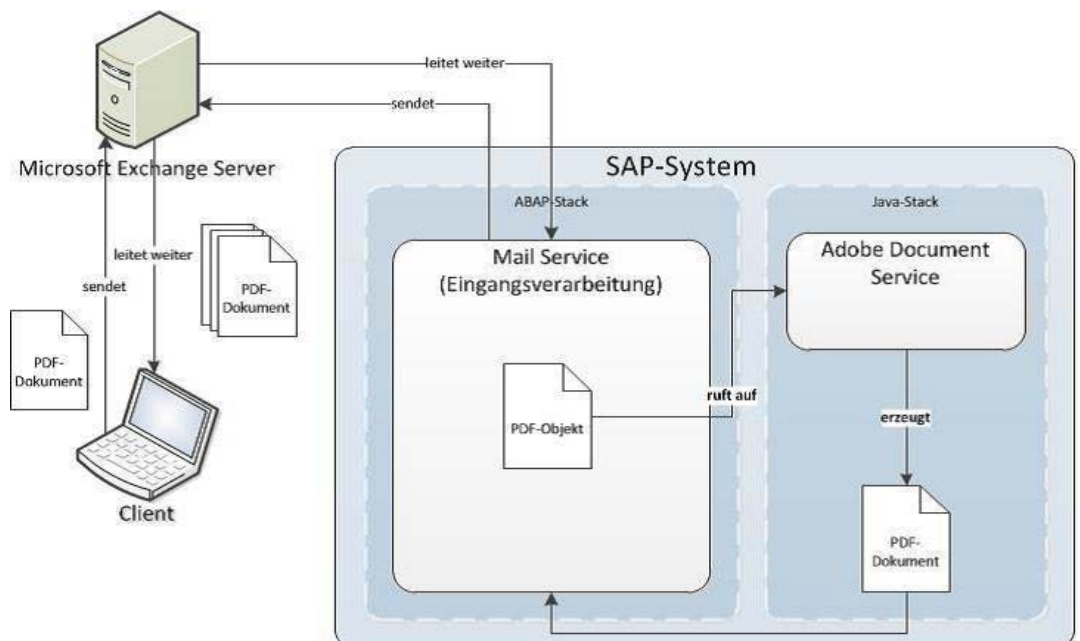 leitet weiter
sendet
Microsoft Exchange Server
SAP-System
ABAP-Stack
Java-Stack
Mail Service
(Eingangsverarbeitung)
Adobe Document
Service
leitet weiter
sendet
PDF-
Dokument
PDF-
Dokument
PDF-Objekt
ruft auf
erzeugt
Client
PDF-
Dokument